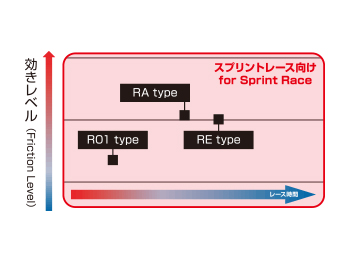 スプリントレース向け
for Sprint Race
効きレベル (Friction Level)
RA type
R01 type
RE type
レース時間